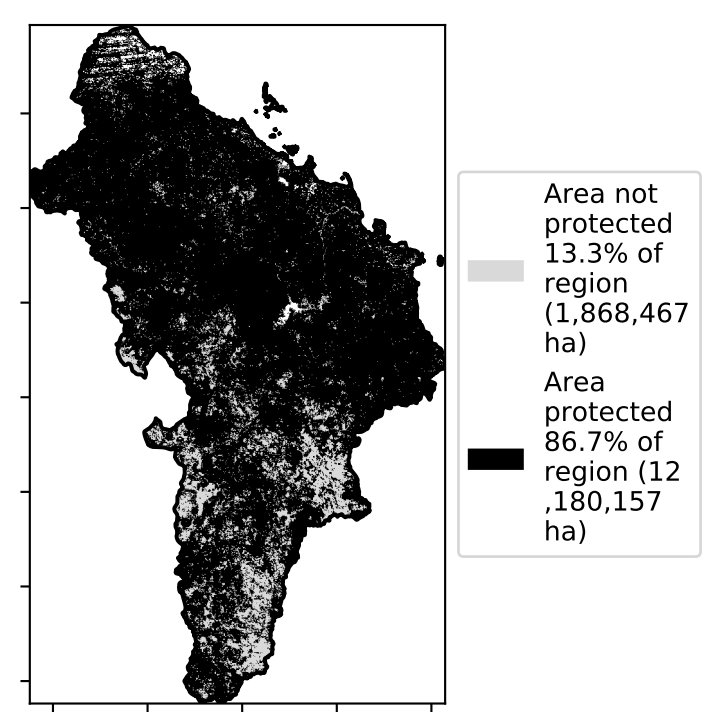 Area not
protected
13.3% of
region
(1,868,467
ha)
Area
protected
86.7% of
region (12
,180,157
ha)